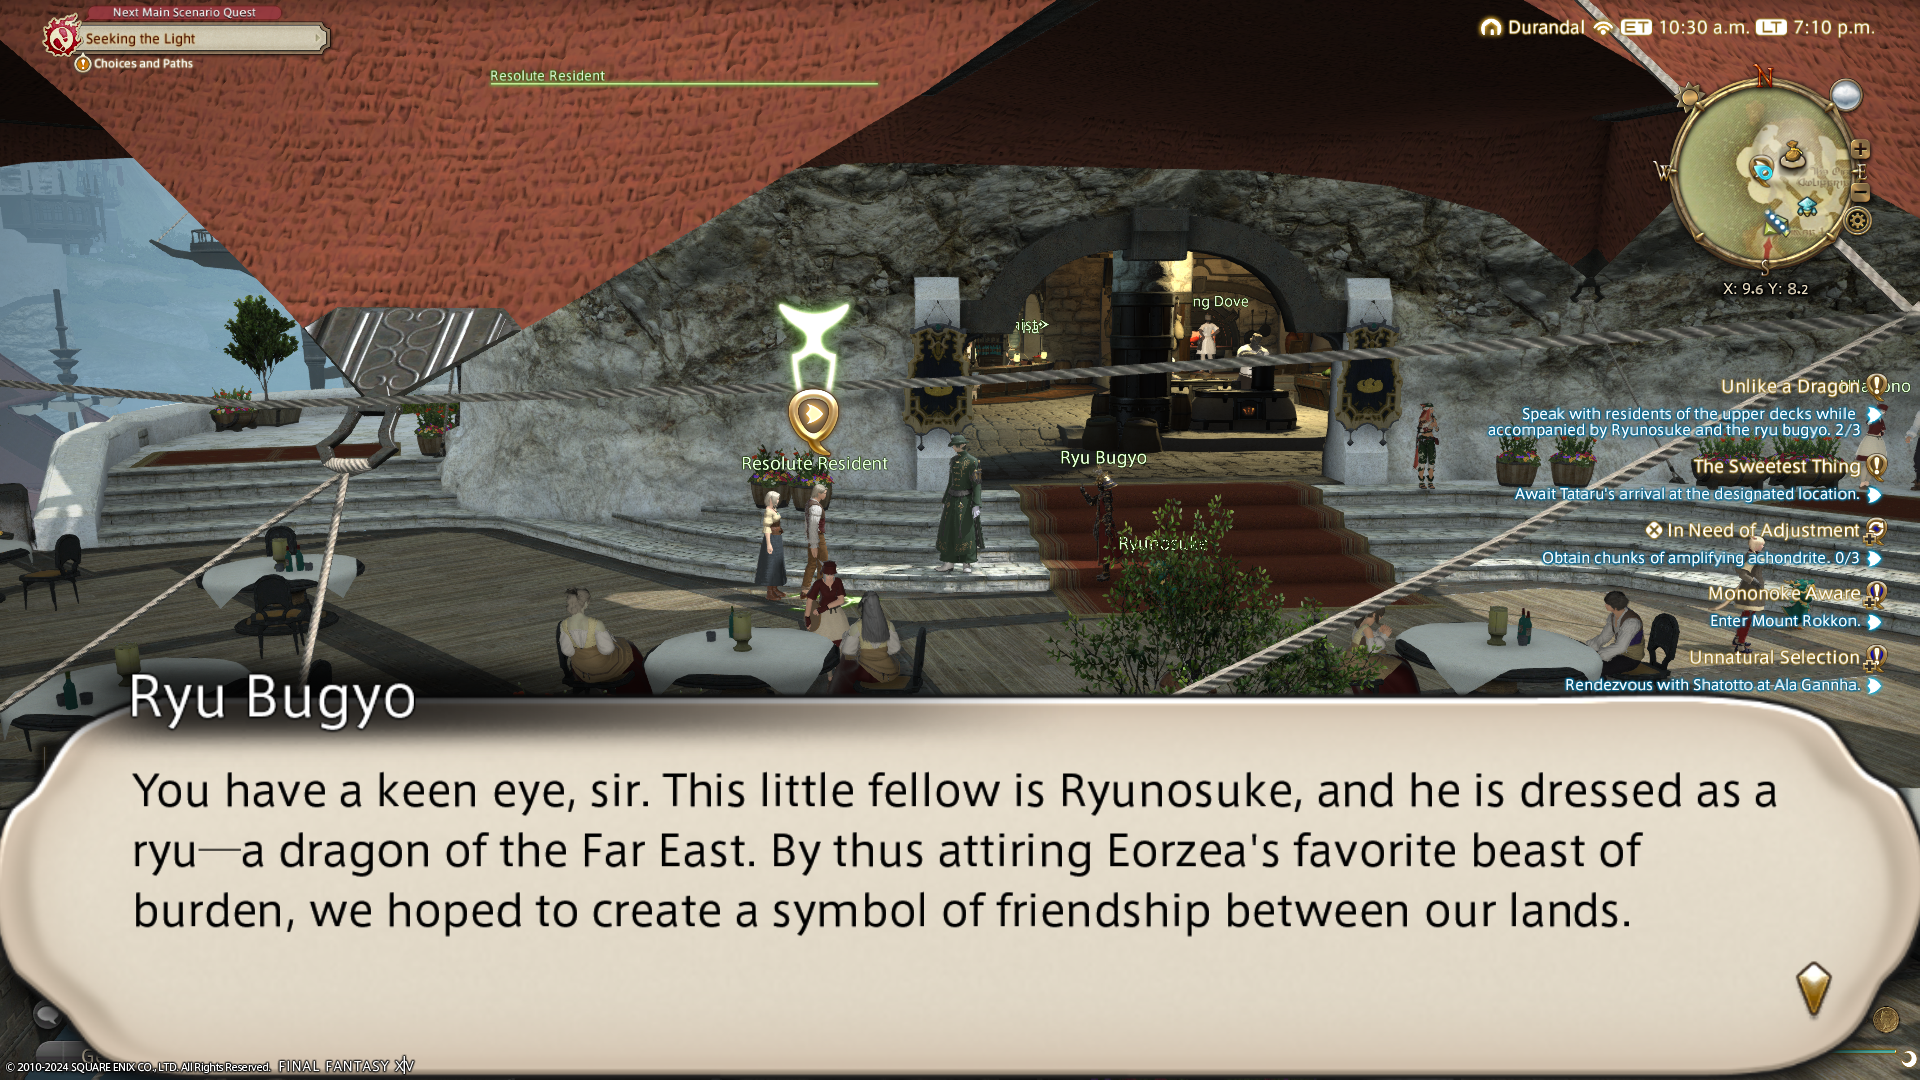 Next Main Scenario Quest
Seeking the Light
Choices and Paths
Resolute Resident
Durandal ET 10:30 a.m. LT 7:10 p.m.
N
W
E
S
X: 9.6 Y: 8.2
ng Dove
Unlike a Dragon
Speak with residents of the upper decks while
accompanied by Ryunosuke and the ryu bugyo. 2/3
The Sweetest Thing
Await Tataru's arrival at the designated location.
In Need of Adjustment
Obtain chunks of amplifying achondrite. 0/3
Mononoke Aware
Enter Mount Rokkon.
Unnatural Selection
Rendezvous with Shatotto at Ala Gannha.
Resolute Resident
Ryu Bugyo
Ryunosuke
Ryu Bugyo
You have a keen eye, sir. This little fellow is Ryunosuke, and he is dressed as a
ryu—a dragon of the Far East. By thus attiring Eorzea's favorite beast of
burden, we hoped to create a symbol of friendship between our lands.
© 2010-2024 SQUARE ENIX CO., LTD. All Rights Reserved. FINAL FANTASY XIV